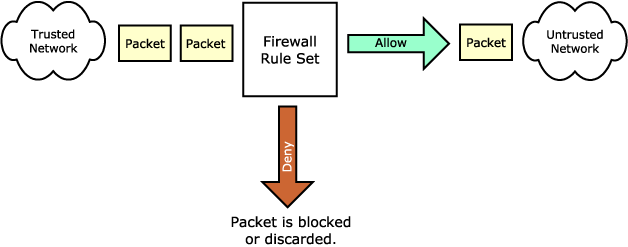 Trusted
Network
Packet
Packet
Firewall
Rule Set
Allow
Packet
Untrusted
Network
Deny
Packet is blocked
or discarded.